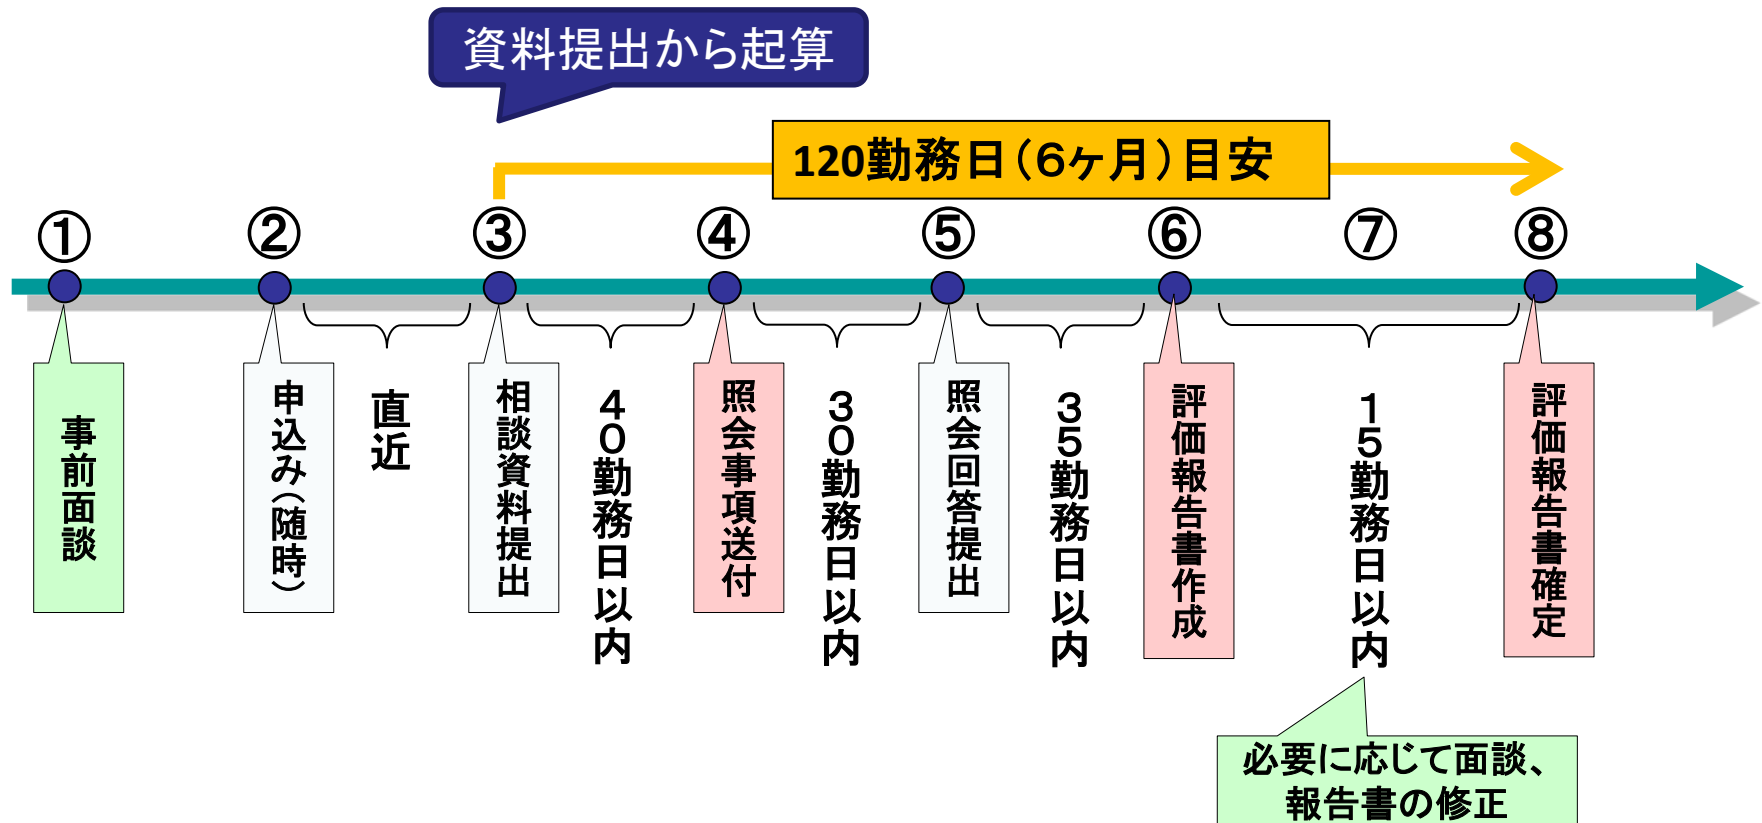 資料提出から起算
120勤務日（６ヶ月）目安
①
②
③
④
⑤
⑥
⑦
⑧
事前面談
申込み（随時）
直近
相談資料提出
４０勤務日以内
照会事項送付
３０勤務日以内
照会回答提出
３５勤務日以内
評価報告書作成
１５勤務日以内
評価報告書確定
必要に応じて面談、
報告書の修正